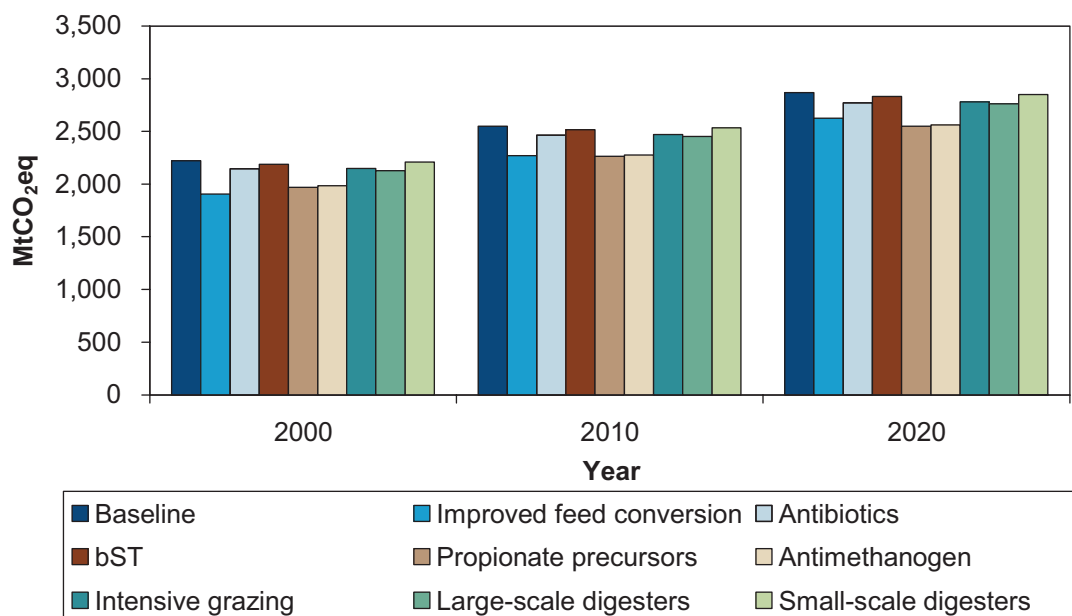 3,500
3,000
2,500
2,000
1,500
1,000
500
0
MtCO₂eq
2000 2010 2020
Year
Baseline Improved feed conversion Antibiotics
bST Propionate precursors Antimethanogen
Intensive grazing Large-scale digesters Small-scale digesters